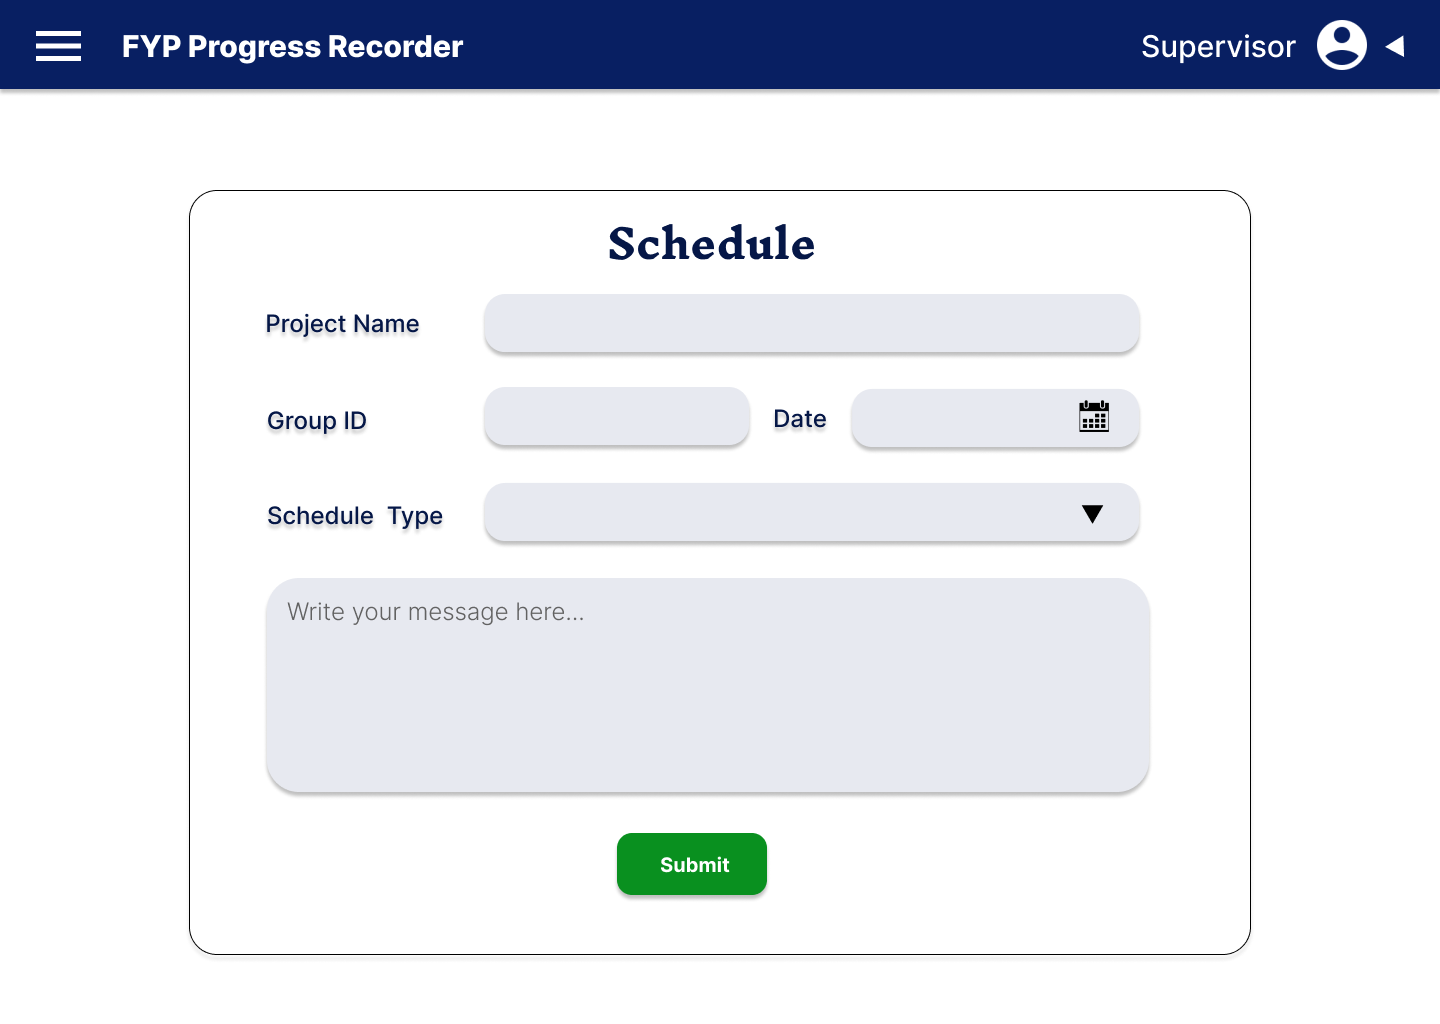 FYP Progress Recorder
Supervisor
Schedule
Project Name
Group ID
Date
Schedule Type
Write your message here...
Submit